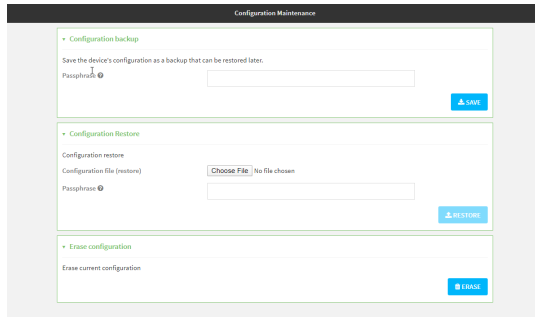 Configuration Maintenance
Configuration backup
Save the device's configuration as a backup that can be restored later.
Passphrase
SAVE
Configuration Restore
Configuration restore
Configuration file (restore)
Choose File No file chosen
Passphrase
RESTORE
Erase configuration
Erase current configuration
ERASE